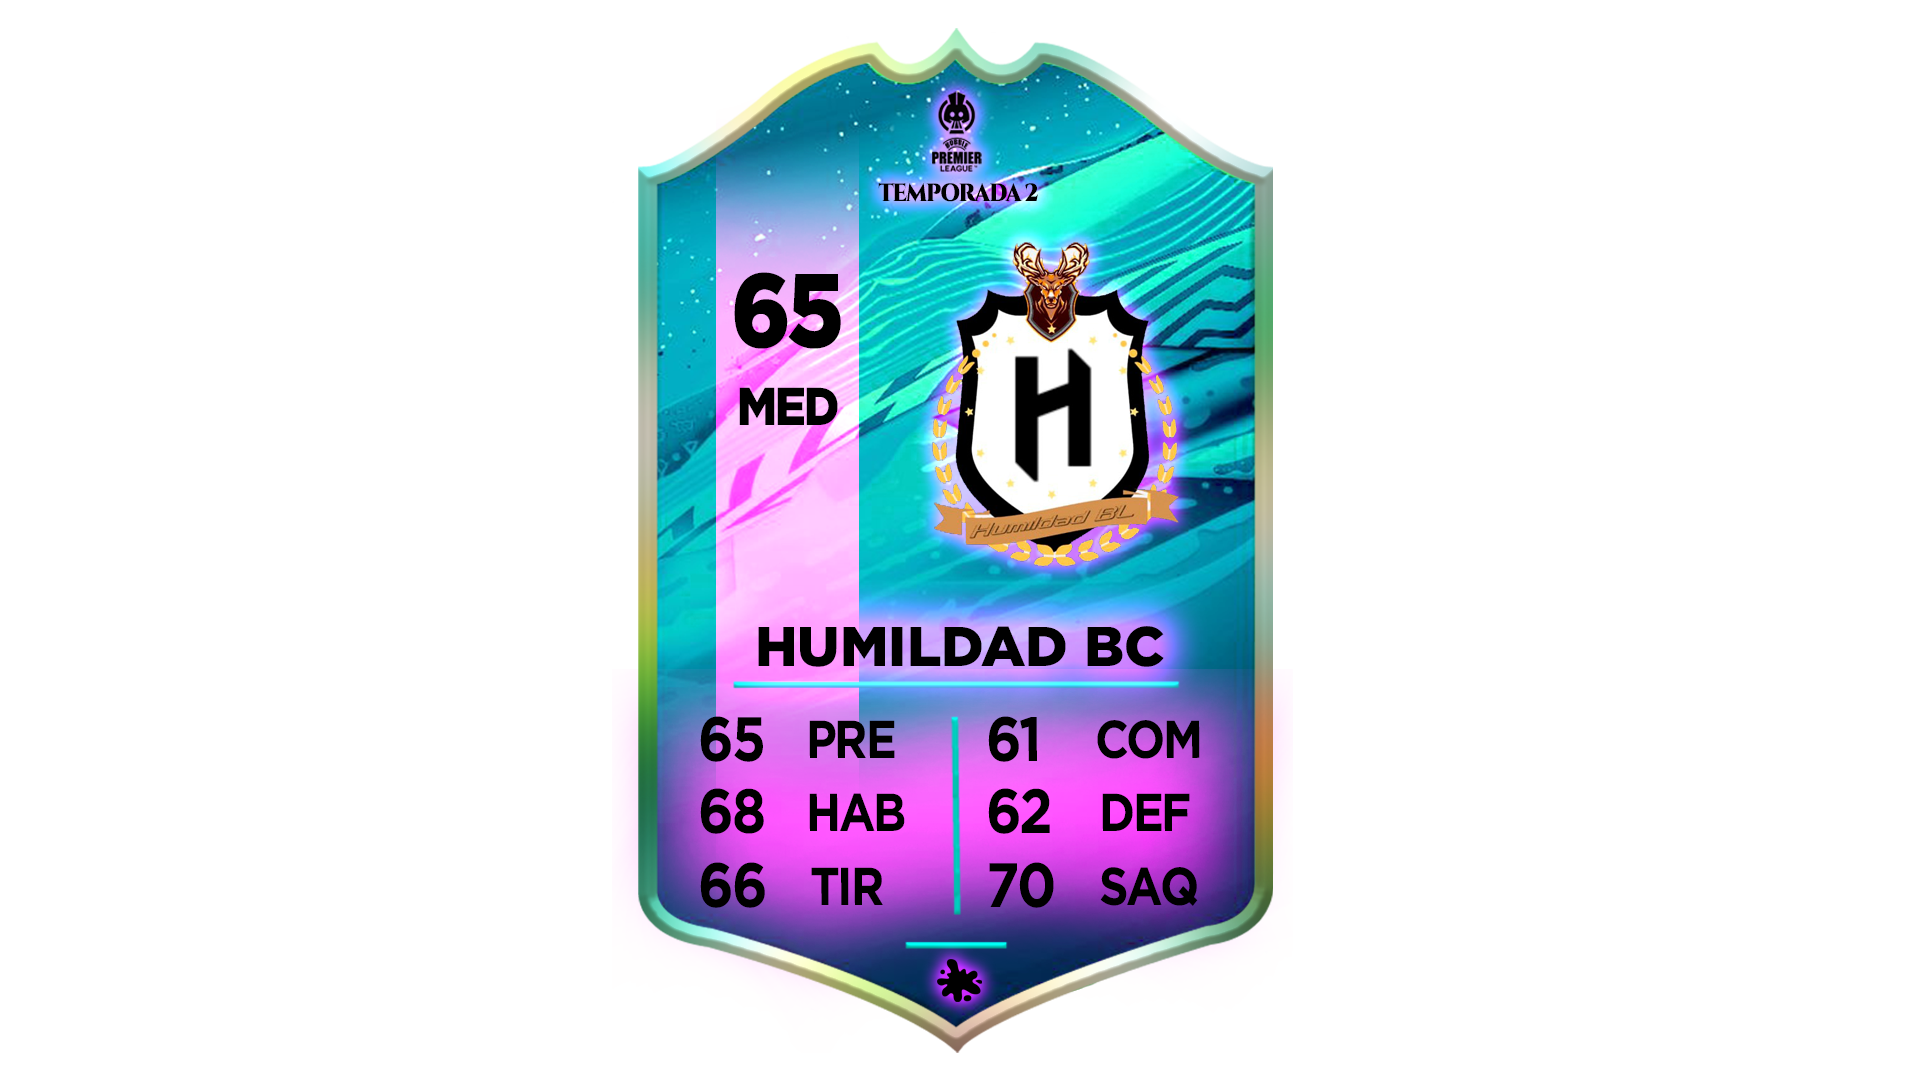 PREMIER
LEAGUE
TEMPORADA 2
65
MED
H
Humildad BL
HUMILDAD BC
65 PRE 61 COM
68 HAB 62 DEF
66 TIR 70 SAQ